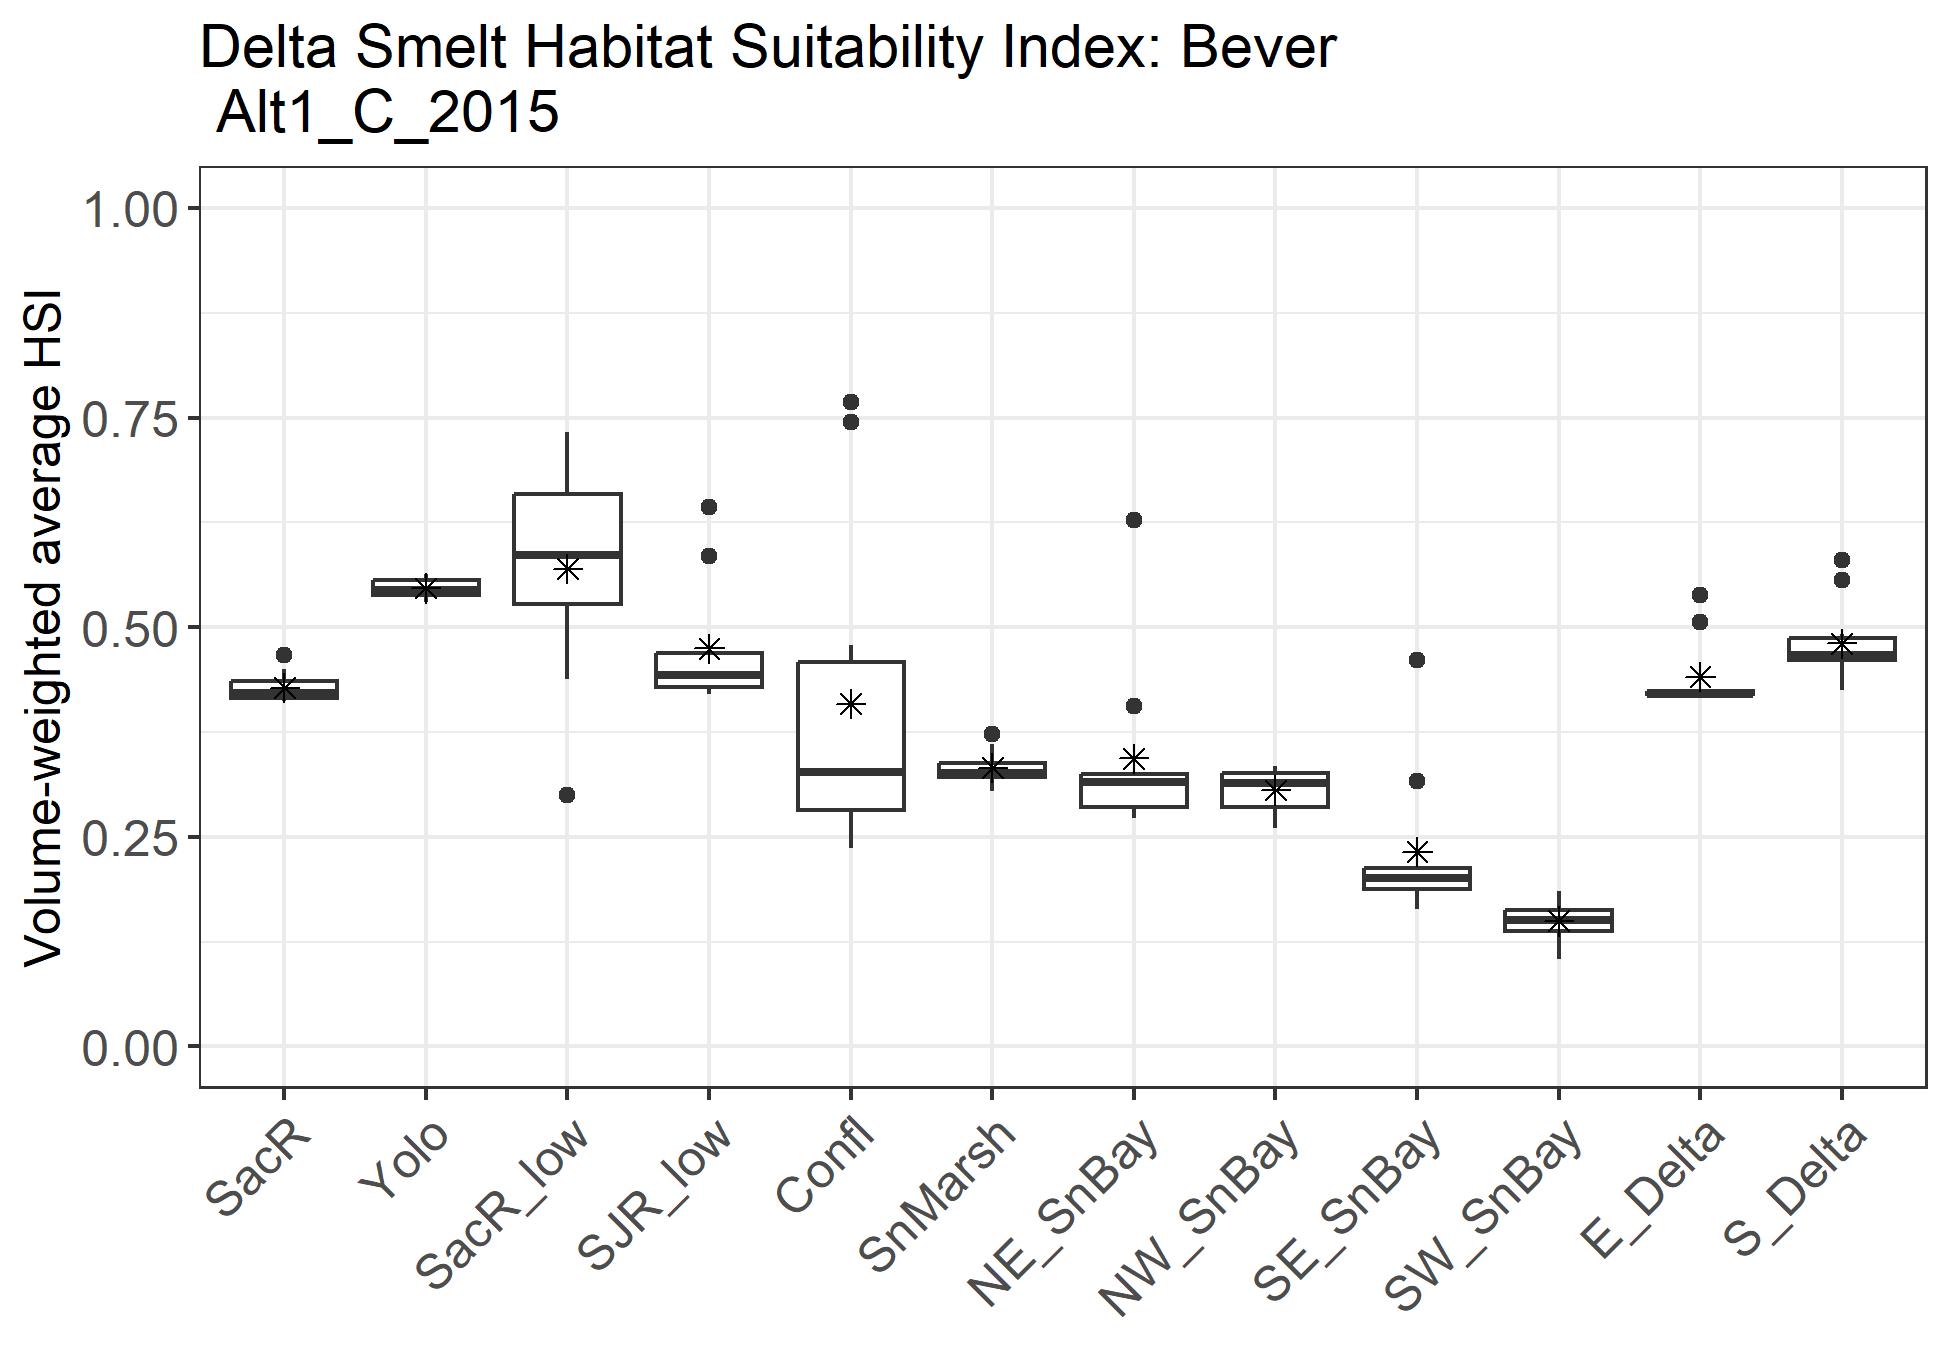 Delta Smelt Habitat Suitability Index: Bever
Alt1_C_2015
Volume-weighted average HSI
1.00
0.75
0.50
0.25
0.00
SacR
Yolo
SacR_low
SJR_low
Confl
SnMarsh
NE_SnBay
NW_SnBay
SE_SnBay
SW_SnBay
E_Delta
S_Delta